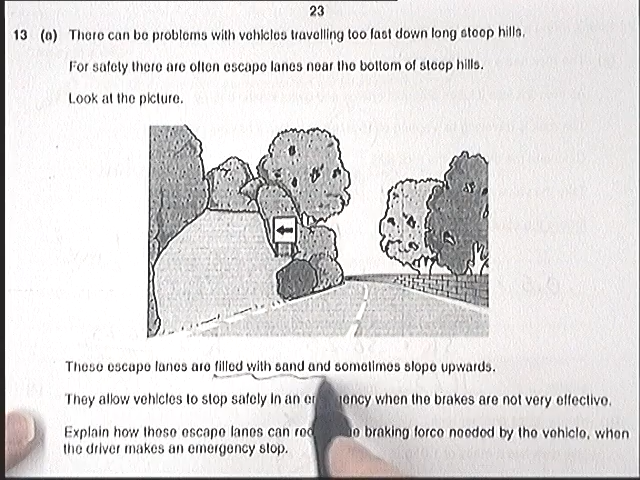 23
13 (a) There can be problems with vehicles travelling too fast down long steep hills.
For safety there are often escape lanes near the bottom of steep hills.
Look at the picture.
These escape lanes are filled with sand and sometimes slope upwards.
They allow vehicles to stop safely in an when the brakes are not very effective.
Explain how these escape lanes can braking force needed by the vehicle, when
the driver makes an emergency stop.